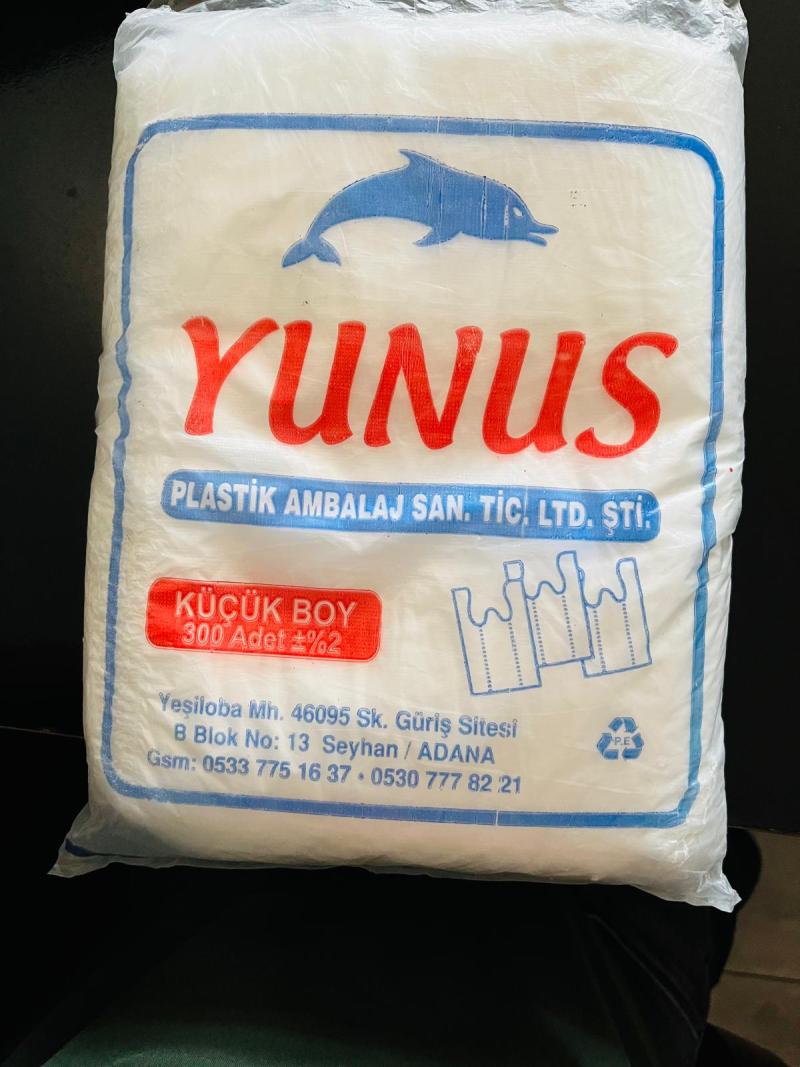 YUNUS
PLASTİK AMBALAJ SAN. TİC. LTD. ŞTİ.
KÜÇÜK BOY
300 Adet ±%2
Yeşiloba Mh. 46095 Sk. Güriş Sitesi
B Blok No: 13 Seyhan / ADANA
Gsm: 0533 775 16 37 • 0530 777 82 21
P.E